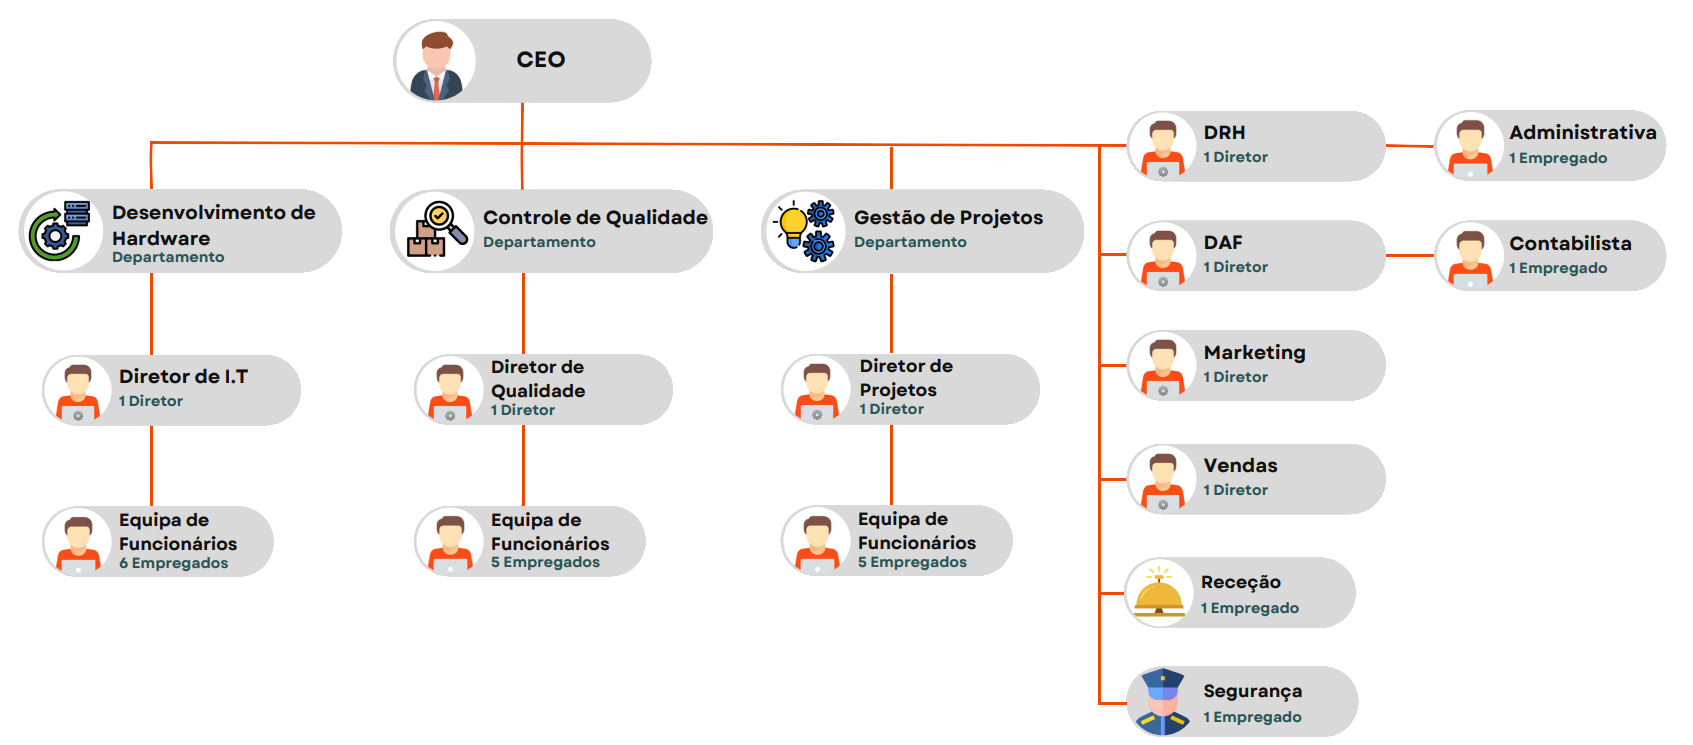 CEO
DRH
1 Diretor
Administrativa
1 Empregado
Desenvolvimento de
Hardware
Departamento
Controle de Qualidade
Departamento
Gestão de Projetos
Departamento
DAF
1 Diretor
Contabilista
1 Empregado
Diretor de I.T
1 Diretor
Diretor de
Qualidade
1 Diretor
Diretor de
Projetos
1 Diretor
Marketing
1 Diretor
Vendas
1 Diretor
Equipa de
Funcionários
6 Empregados
Equipa de
Funcionários
5 Empregados
Equipa de
Funcionários
5 Empregados
Receção
1 Empregado
Segurança
1 Empregado